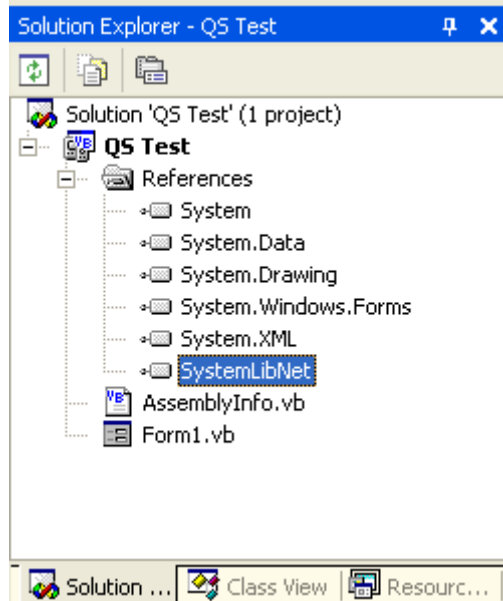 Solution Explorer - QS Test
Solution 'QS Test' (1 project)
QS Test
References
System
System.Data
System.Drawing
System.Windows.Forms
System.XML
SystemLibNet
AssemblyInfo.vb
Form1.vb
Solution ... Class View Resourc...